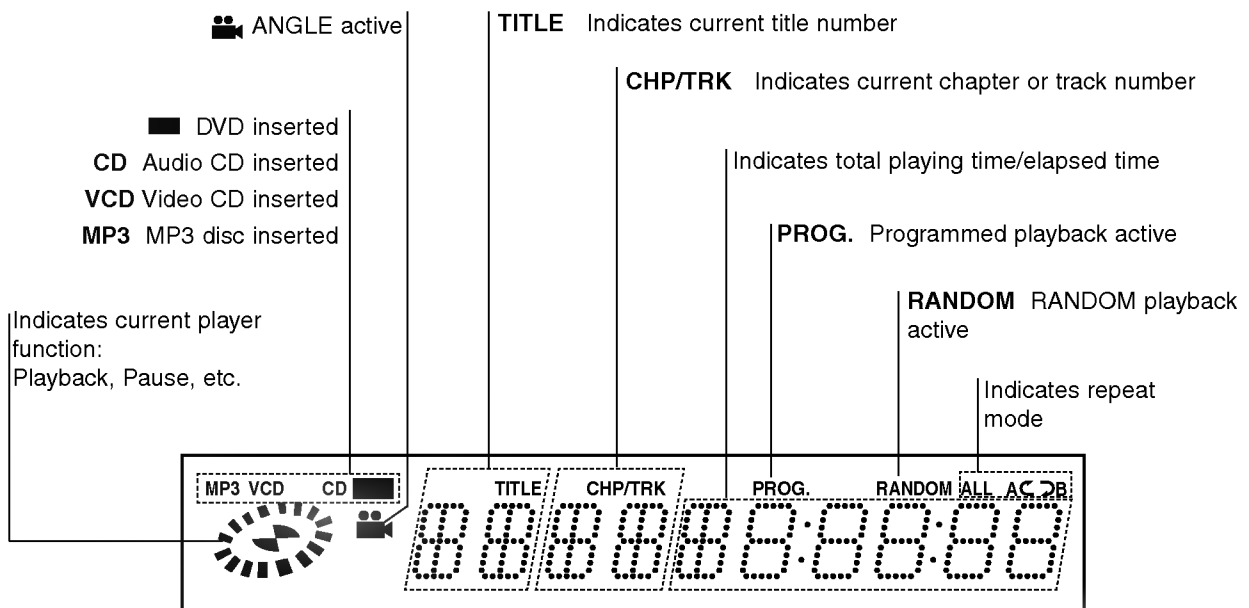 ANGLE active
TITLE Indicates current title number
CHP/TRK Indicates current chapter or track number
DVD inserted
CD Audio CD inserted
VCD Video CD inserted
MP3 MP3 disc inserted
Indicates total playing time/elapsed time
PROG. Programmed playback active
RANDOM RANDOM playback
active
Indicates current player
function:
Playback, Pause, etc.
Indicates repeat
mode
MP3 VCD CD TITLE CHP/TRK PROG. RANDOM ALL A B